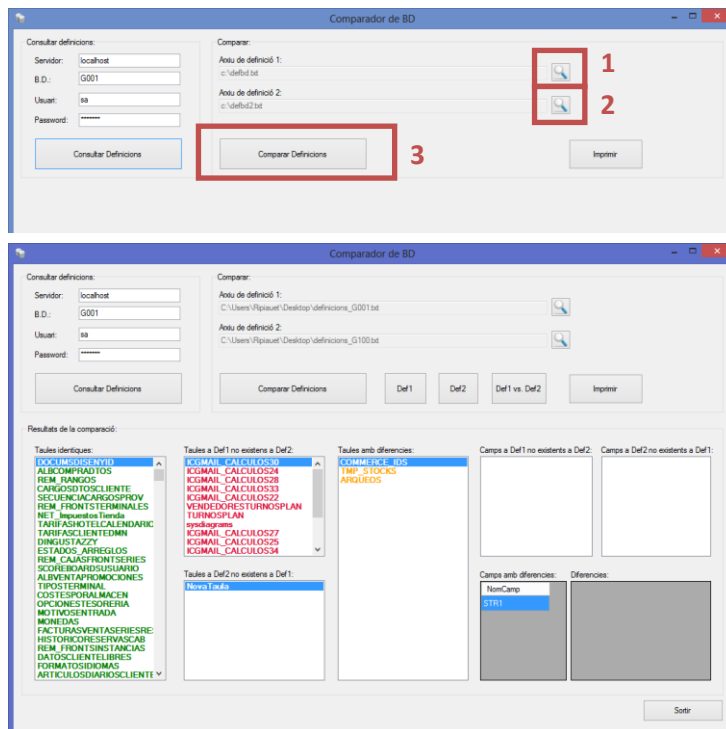 Comparador de BD
Consultar definicions:
Servidor: localhost
B.D.: G001
Usuari: sa
Password: *******
Consultar Definicions
Comparar:
Arxiu de definició 1:
c:\defbd.txt
1
Arxiu de definició 2:
c:\defbd2.txt
2
Comparar Definicions
3
Imprimir
Comparador de BD
Consultar definicions:
Servidor: localhost
B.D.: G001
Usuari: sa
Password: *******
Consultar Definicions
Comparar:
Arxiu de definició 1:
C:\Users\Ripiauet\Desktop\definicions_G001.txt
Arxiu de definició 2:
C:\Users\Ripiauet\Desktop\definicions_G100.txt
Comparar Definicions
Def1
Def2
Def1 vs. Def2
Imprimir
Resultats de la comparació:
Taules identiques:
DOCUMSDISENYID
ALBCOMPRADTOS
REM_RANGOS
CARGOSDTOSCLIENTE
SECUENCIACARGOSPROV
REM_FRONTSTERMINALES
NET_ImpuestosTienda
TARIFASHOTELCALENDARIC
TARIFASCLIENTEDMN
DINGUSTAZZY
ESTADOS_ARREGLOS
REM_CAJASFRONTSERIES
SCOREBOARDSUSUARIO
ALBVENTAPROMOCIONES
TIPOSTERMINAL
COSTESPORALMACEN
OPCIONESTESORERIA
MOTIVOSENTRADA
MONEDAS
FACTURASVENTASERIESRE
HISTORICORESERVASCAB
REM_FRONTSINSTANCIAS
DATOSCLIENTELIBRES
FORMATOSIDIOMAS
ARTICULOSDIARIOSCLIENTE
Taules a Def1 no existens a Def2:
ICGMAIL_CALCULOS30
ICGMAIL_CALCULOS24
ICGMAIL_CALCULOS28
ICGMAIL_CALCULOS33
ICGMAIL_CALCULOS22
VENDEDORESTURNOSPLAN
TURNOSPLAN
sysdiagrams
ICGMAIL_CALCULOS27
ICGMAIL_CALCULOS25
ICGMAIL_CALCULOS34
Taules a Def2 no existens a Def1:
NovaTaula
Taules amb diferències:
COMMERCE_IDS
TMP_STOCKS
ARQUEOS
Camps a Def1 no existents a Def2:
Camps a Def2 no existents a Def1:
Camps amb diferències:
NomCamp
STR1
Diferències:
Sortir